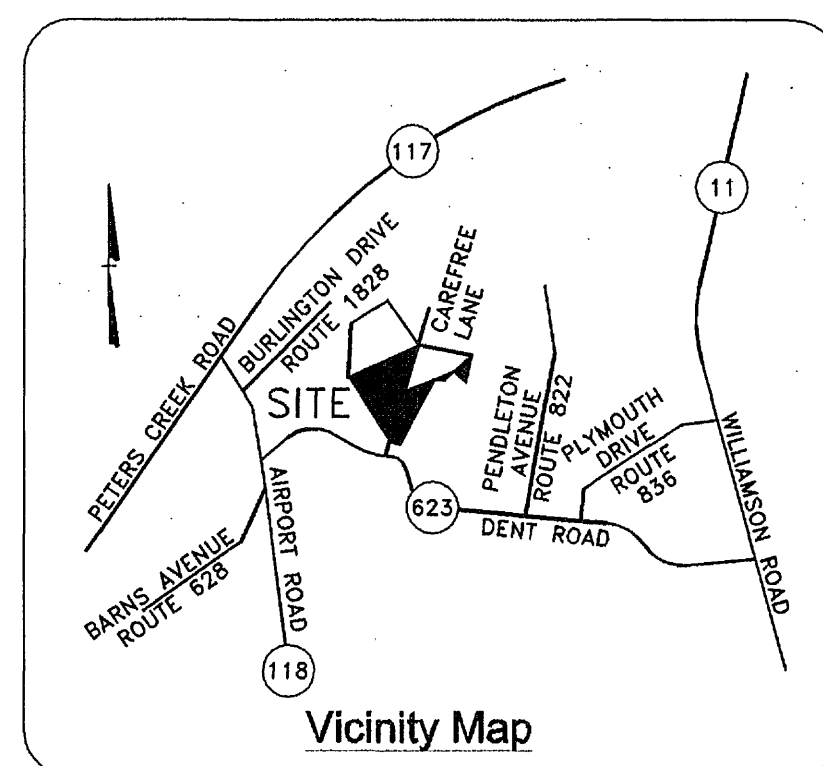 117
11
BURLINGTON DRIVE
ROUTE 1828
CAREFREE
LANE
PETERS CREEK ROAD
SITE
PENDLETON
AVENUE
ROUTE 822
PLYMOUTH
DRIVE
ROUTE
836
WILLIAMSON ROAD
623
DENT ROAD
AIRPORT ROAD
BARNS AVENUE
ROUTE 628
118
Vicinity Map